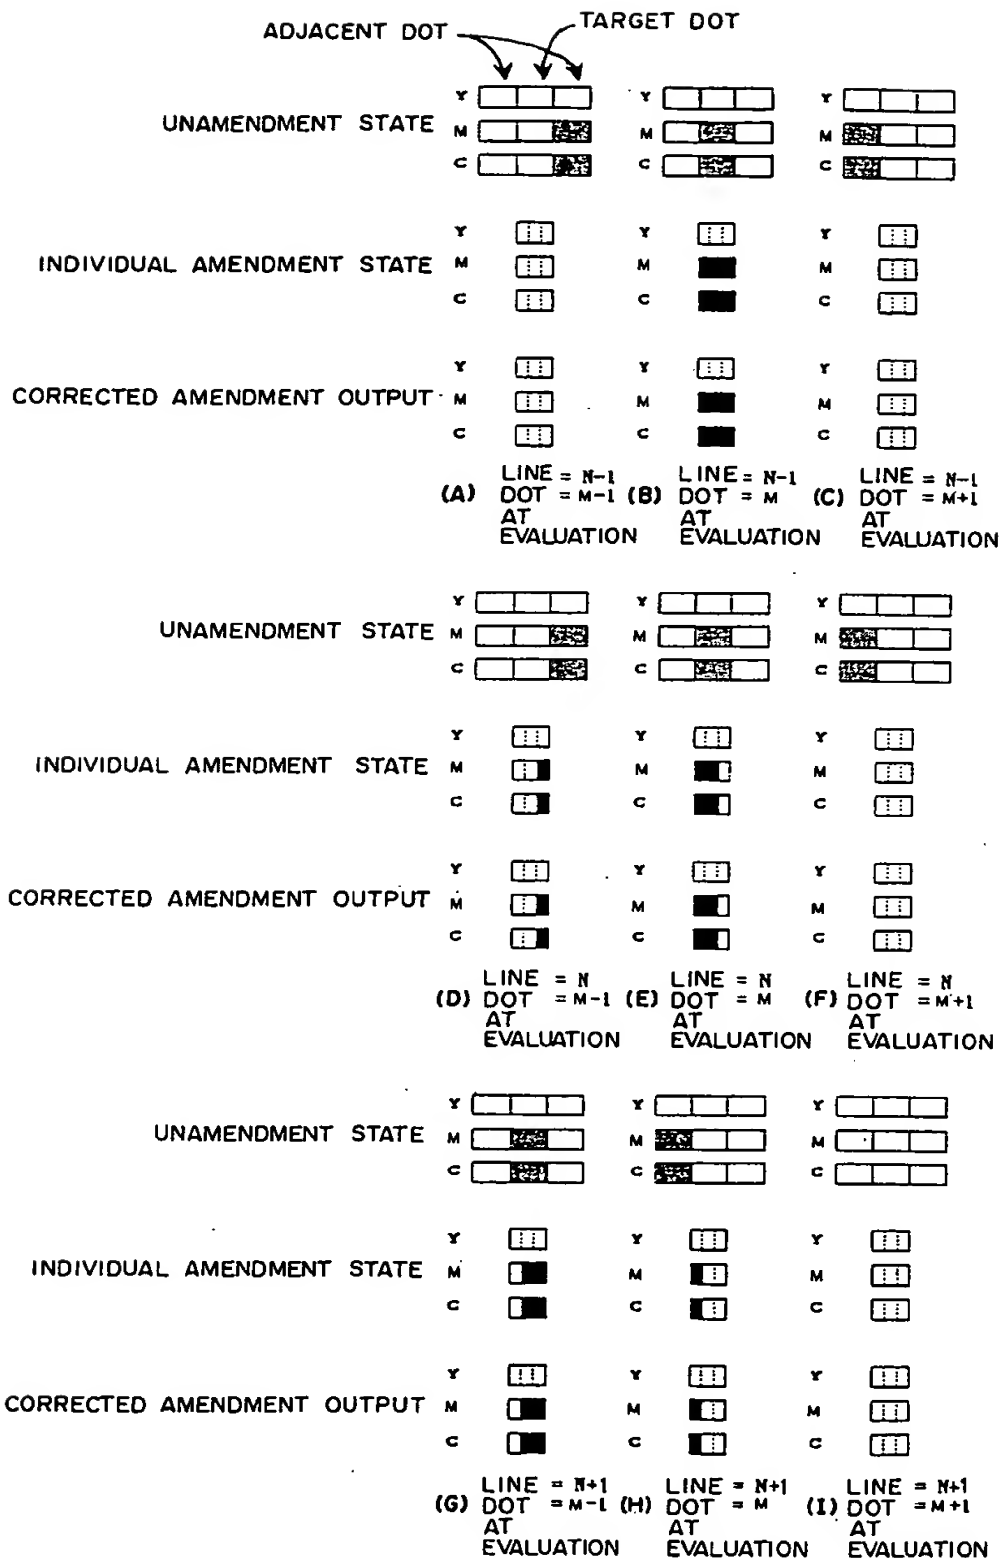 ADJACENT DOT TARGET DOT
Y Y Y
UNAMENDMENT STATE M M M
C C C
Y Y Y
INDIVIDUAL AMENDMENT STATE M M M
C C C
Y Y Y
CORRECTED AMENDMENT OUTPUT M M M
C C C
(A) LINE = N-1 DOT = M-1 AT EVALUATION
(B) LINE = N-1 DOT = M AT EVALUATION
(C) LINE = N-1 DOT = M+1 AT EVALUATION
Y Y Y
UNAMENDMENT STATE M M M
C C C
Y Y Y
INDIVIDUAL AMENDMENT STATE M M M
C C C
Y Y Y
CORRECTED AMENDMENT OUTPUT M M M
C C C
(D) LINE = N DOT = M-1 AT EVALUATION
(E) LINE = N DOT = M AT EVALUATION
(F) LINE = N DOT = M+1 AT EVALUATION
Y Y Y
UNAMENDMENT STATE M M M
C C C
Y Y Y
INDIVIDUAL AMENDMENT STATE M M M
C C C
Y Y Y
CORRECTED AMENDMENT OUTPUT M M M
C C C
(G) LINE = N+1 DOT = M-1 AT EVALUATION
(H) LINE = N+1 DOT = M AT EVALUATION
(I) LINE = N+1 DOT = M+1 AT EVALUATION